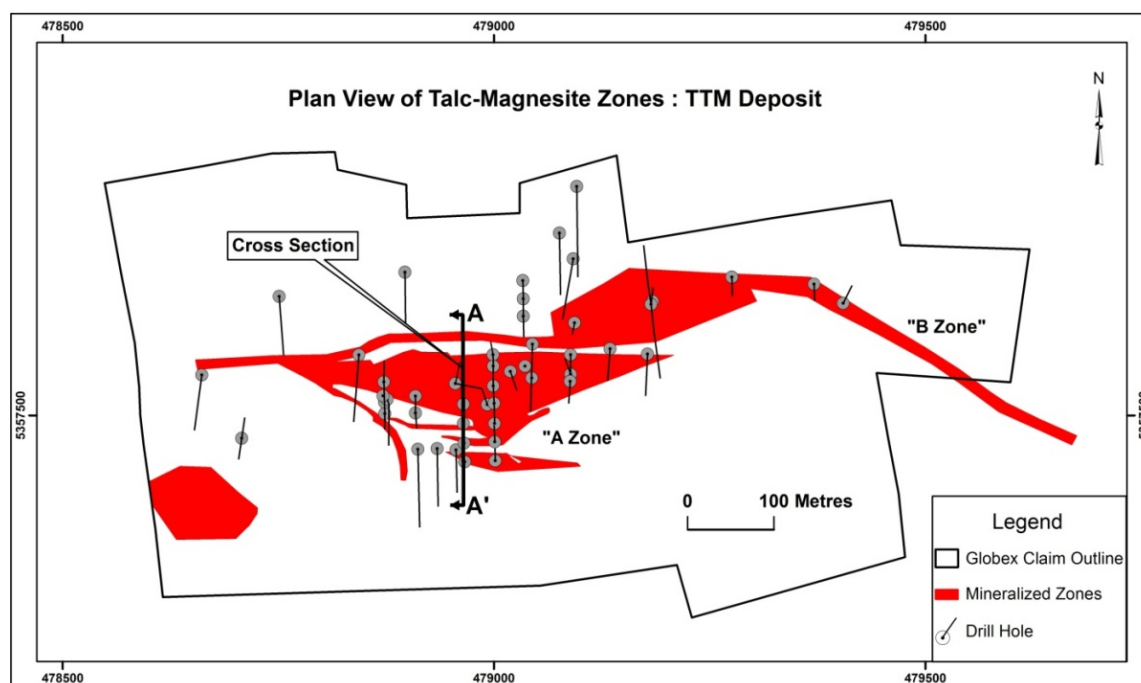 478500 479000 479500
Plan View of Talc-Magnesite Zones : TTM Deposit
N
Cross Section
A
"B Zone"
5357500
"A Zone"
A'
0 100 Metres
Legend
Globex Claim Outline
Mineralized Zones
Drill Hole
478500 479000 479500